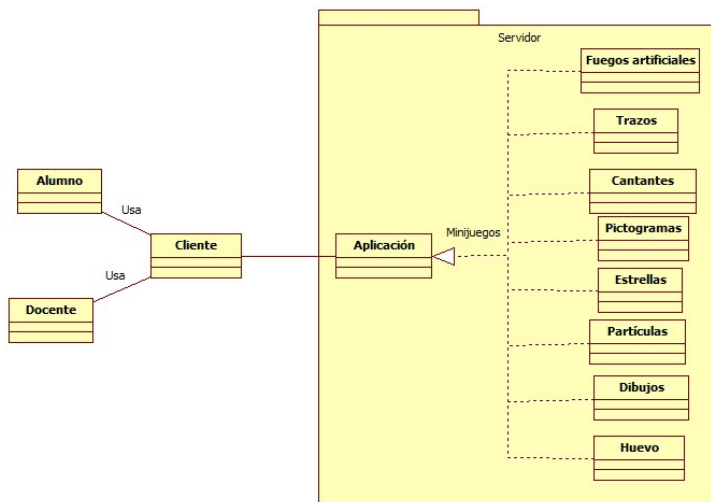 Servidor
Fuegos artificiales
Trazos
Alumno
Cantantes
Usa
Minijuegos
Pictogramas
Cliente
Aplicación
Usa
Estrellas
Docente
Partículas
Dibujos
Huevo